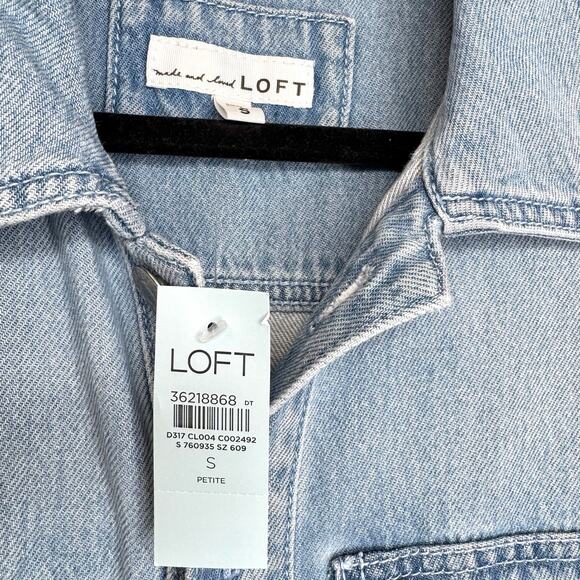 made and loved LOFT
S
LOFT
36218868 DT
D317 CL004 C002492
S 760935 SZ 609
S
PETITE